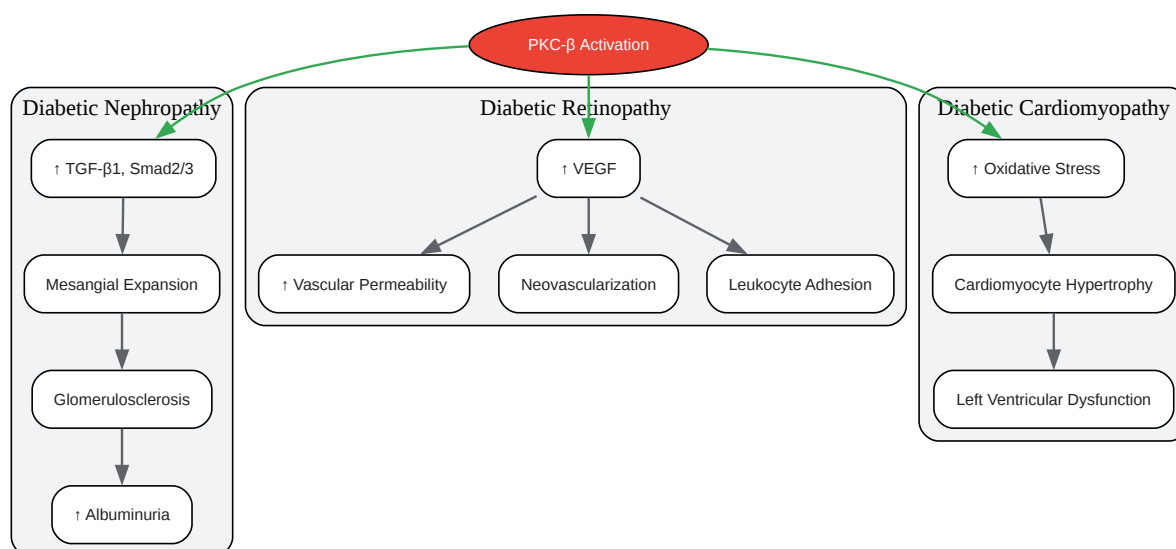 PKC-β Activation
Diabetic Nephropathy
Diabetic Retinopathy
Diabetic Cardiomyopathy
↑ TGF-β1, Smad2/3
↑ VEGF
↑ Oxidative Stress
Mesangial Expansion
↑ Vascular Permeability
Neovascularization
Leukocyte Adhesion
Cardiomyocyte Hypertrophy
Glomerulosclerosis
Left Ventricular Dysfunction
↑ Albuminuria